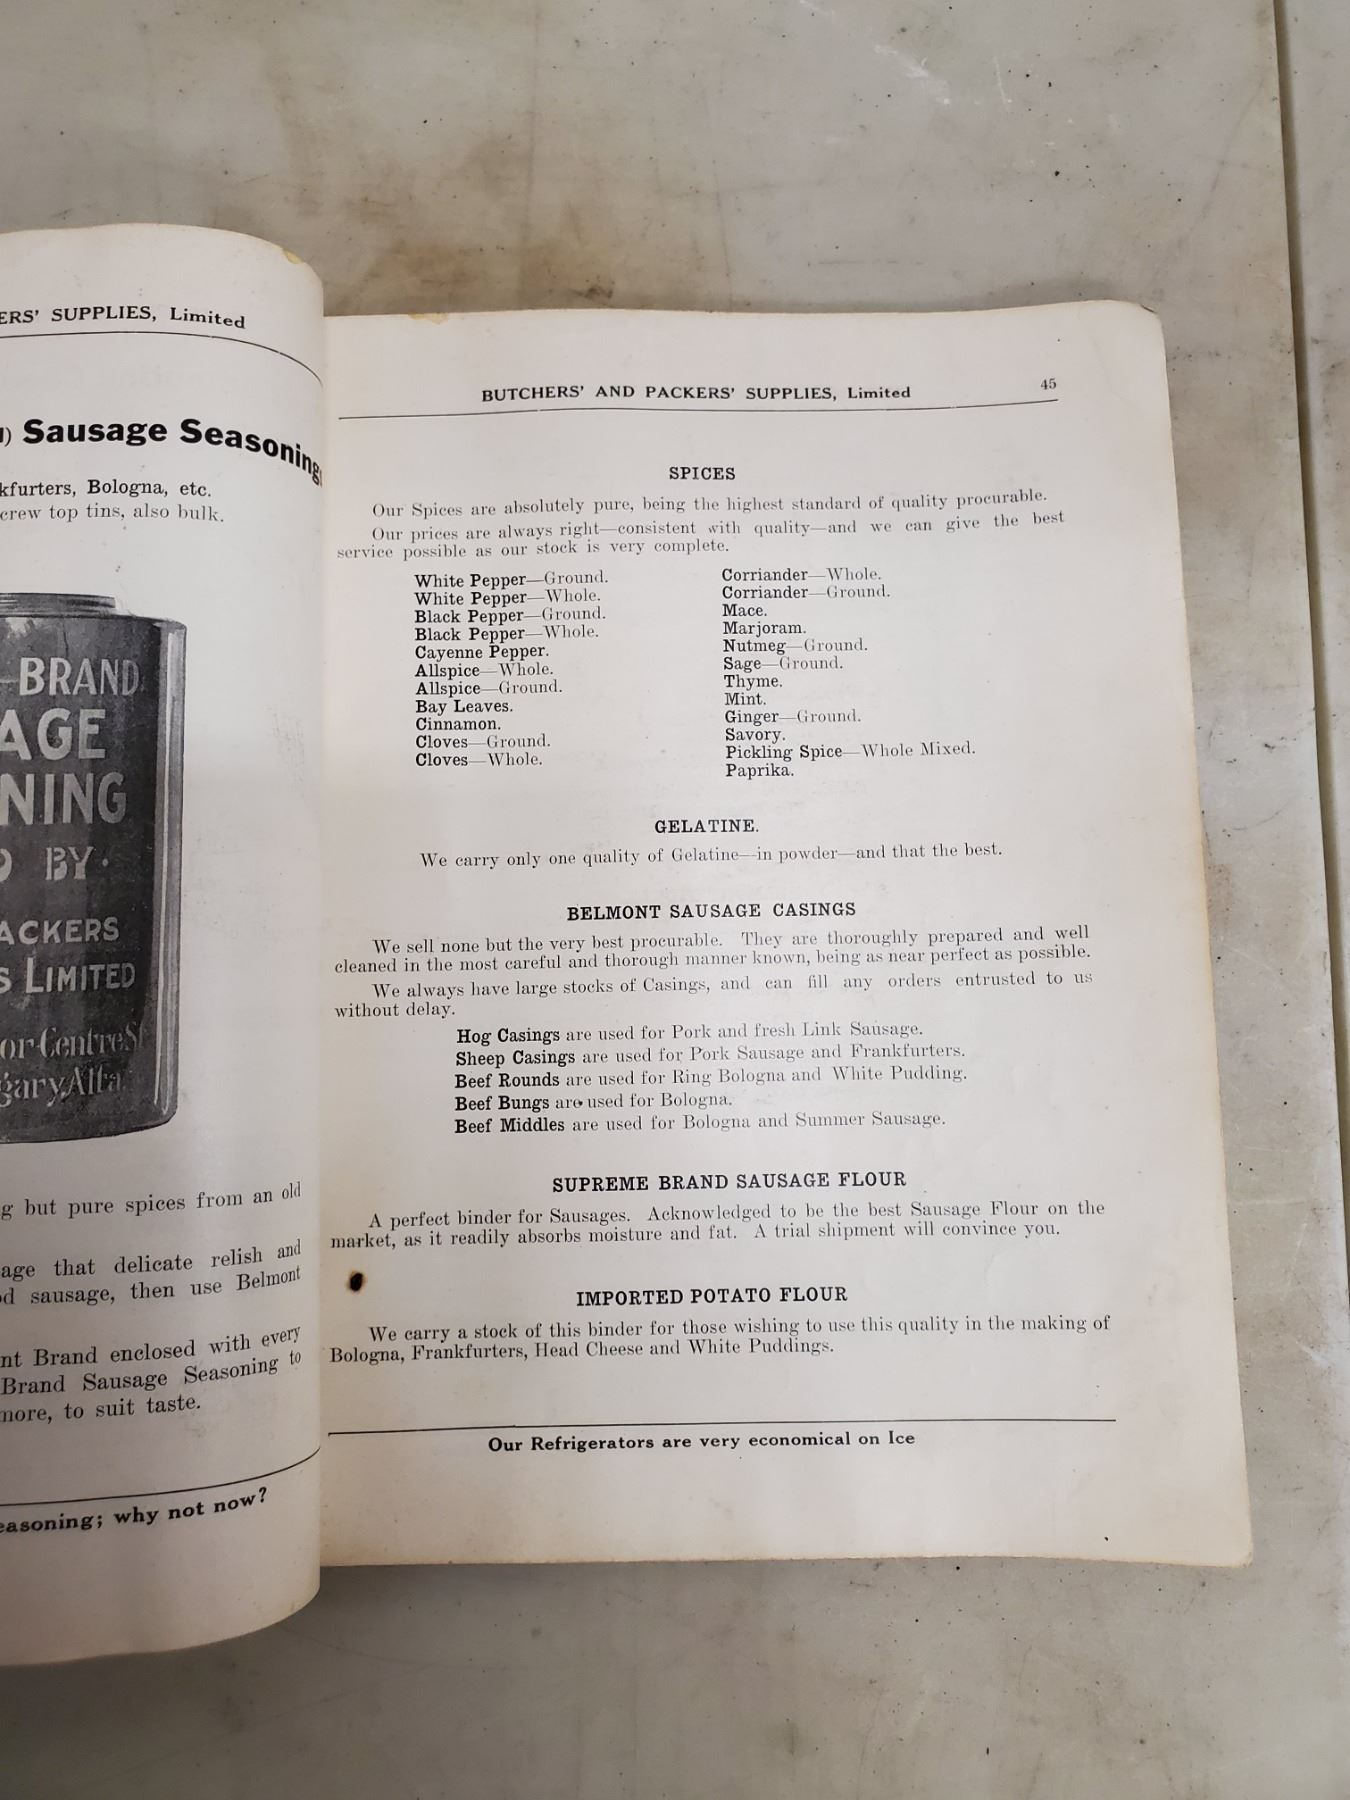 ERS' SUPPLIES, Limited
Sausage Seasoning
kfurters, Bologna, etc.
crew top tins, also bulk.
BRAND
AGE
NING
BY
ACKERS
S LIMITED
or Centre St
gary, Alta.
g but pure spices from an old
age that delicate relish and
d sausage, then use Belmont
nt Brand enclosed with every
Brand Sausage Seasoning to
more, to suit taste.
easoning; why not now?
BUTCHERS' AND PACKERS' SUPPLIES, Limited 45
SPICES
Our Spices are absolutely pure, being the highest standard of quality procurable.
Our prices are always right—consistent with quality—and we can give the best
service possible as our stock is very complete.
White Pepper—Ground.
White Pepper—Whole.
Black Pepper—Ground.
Black Pepper—Whole.
Cayenne Pepper.
Allspice—Whole.
Allspice—Ground.
Bay Leaves.
Cinnamon.
Cloves—Ground.
Cloves—Whole.
Corriander—Whole.
Corriander—Ground.
Mace.
Marjoram.
Nutmeg—Ground.
Sage—Ground.
Thyme.
Mint.
Ginger—Ground.
Savory.
Pickling Spice—Whole Mixed.
Paprika.
GELATINE.
We carry only one quality of Gelatine—in powder—and that the best.
BELMONT SAUSAGE CASINGS
We sell none but the very best procurable. They are thoroughly prepared and well
cleaned in the most careful and thorough manner known, being as near perfect as possible.
We always have large stocks of Casings, and can fill any orders entrusted to us
without delay.
Hog Casings are used for Pork and fresh Link Sausage.
Sheep Casings are used for Pork Sausage and Frankfurters.
Beef Rounds are used for Ring Bologna and White Pudding.
Beef Bungs are used for Bologna.
Beef Middles are used for Bologna and Summer Sausage.
SUPREME BRAND SAUSAGE FLOUR
A perfect binder for Sausages. Acknowledged to be the best Sausage Flour on the
market, as it readily absorbs moisture and fat. A trial shipment will convince you.
IMPORTED POTATO FLOUR
We carry a stock of this binder for those wishing to use this quality in the making of
Bologna, Frankfurters, Head Cheese and White Puddings.
Our Refrigerators are very economical on Ice